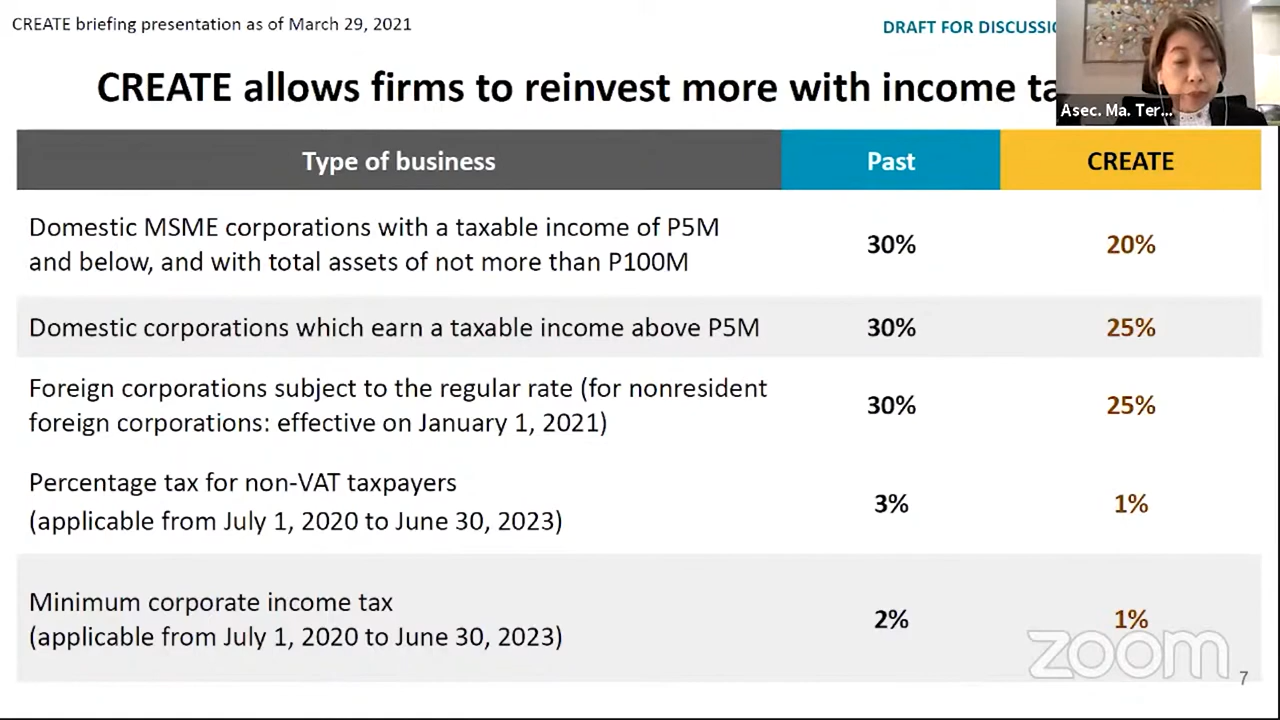 CREATE briefing presentation as of March 29, 2021
DRAFT FOR
CREATE allows firms to reinvest more with income
Asec. Ma. Ter...
Type of business
Past
CREATE
Domestic MSME corporations with a taxable income of P5M
and below, and with total assets of not more than P100M
30%
20%
Domestic corporations which earn a taxable income above P5M
30%
25%
Foreign corporations subject to the regular rate (for nonresident
foreign corporations: effective on January 1, 2021)
30%
25%
Percentage tax for non-VAT taxpayers
(applicable from July 1, 2020 to June 30, 2023)
3%
1%
Minimum corporate income tax
(applicable from July 1, 2020 to June 30, 2023)
2%
1%
zoom
7